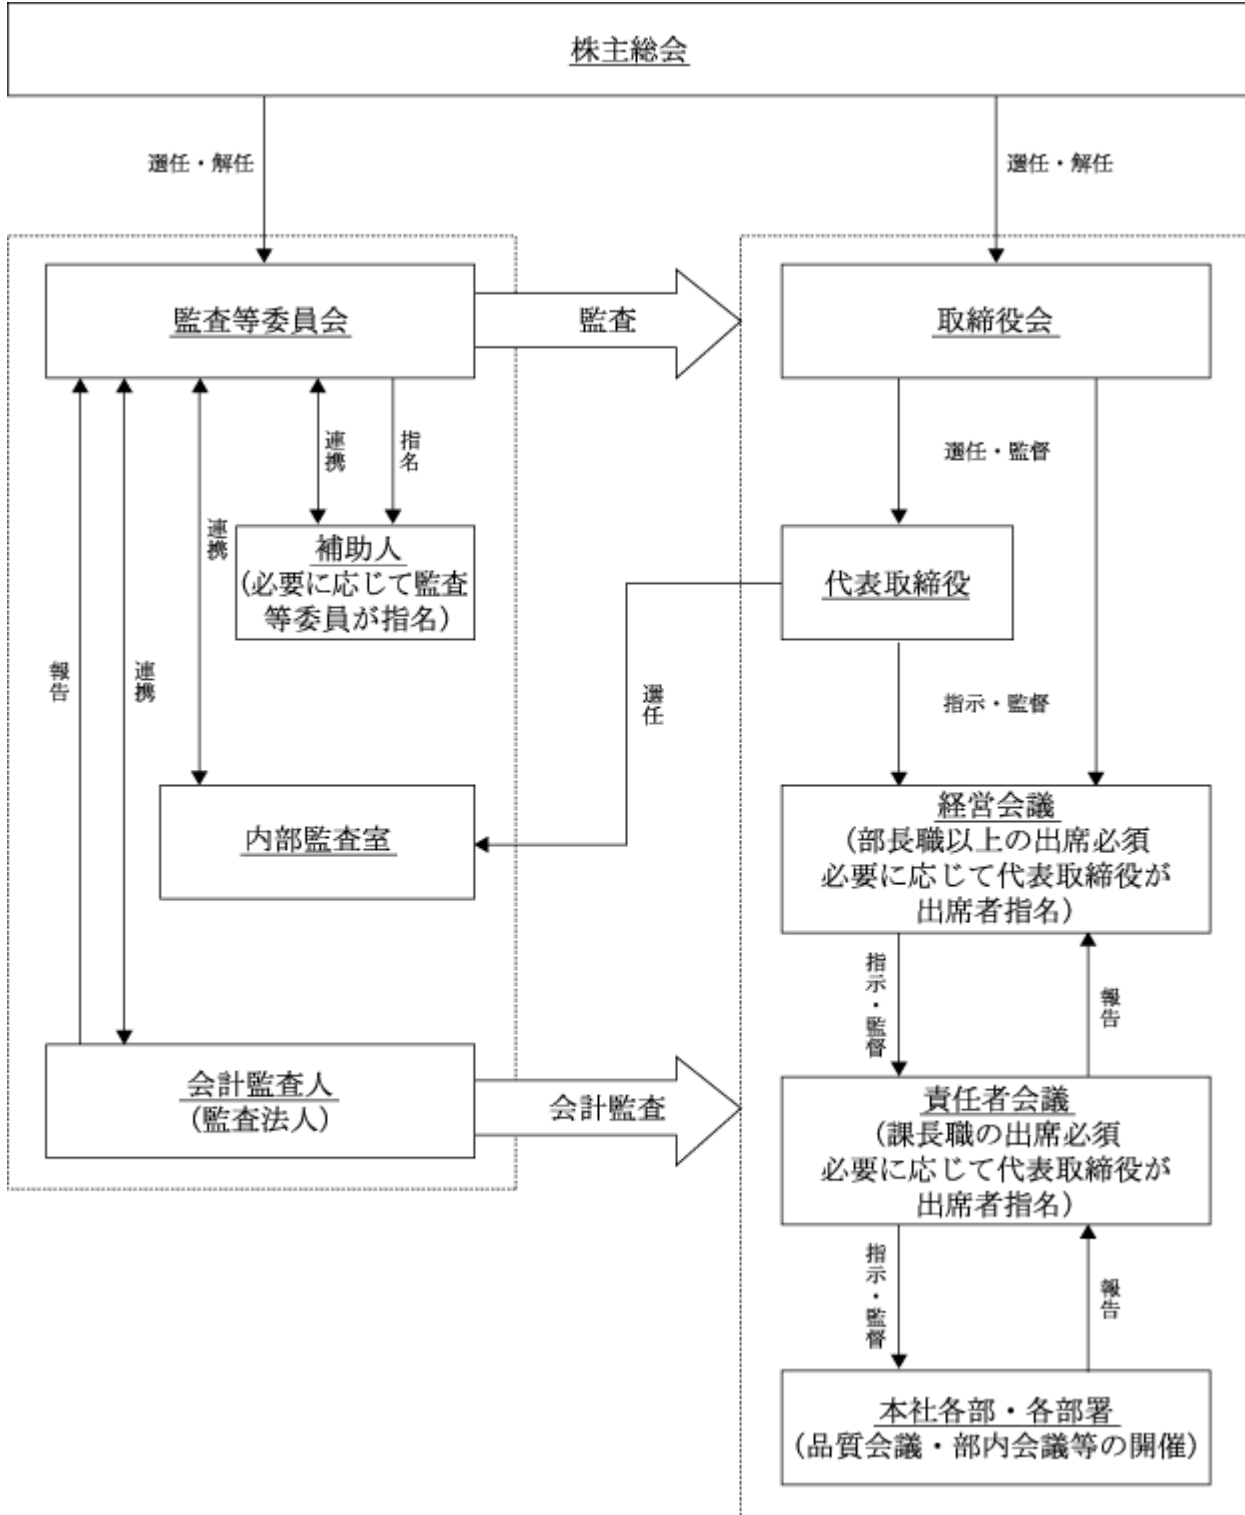 株主総会
選任・解任
選任・解任
監査等委員会
監査
取締役会
連携
指名
選任・監督
連携
補助人
(必要に応じて監査
等委員が指名)
代表取締役
報告
連携
選任
指示・監督
内部監査室
経営会議
(部長職以上の出席必須
必要に応じて代表取締役が
出席者指名)
指示・監督
報告
会計監査人
(監査法人)
会計監査
責任者会議
(課長職の出席必須
必要に応じて代表取締役が
出席者指名)
指示・監督
報告
本社各部・各部署
(品質会議・部内会議等の開催)